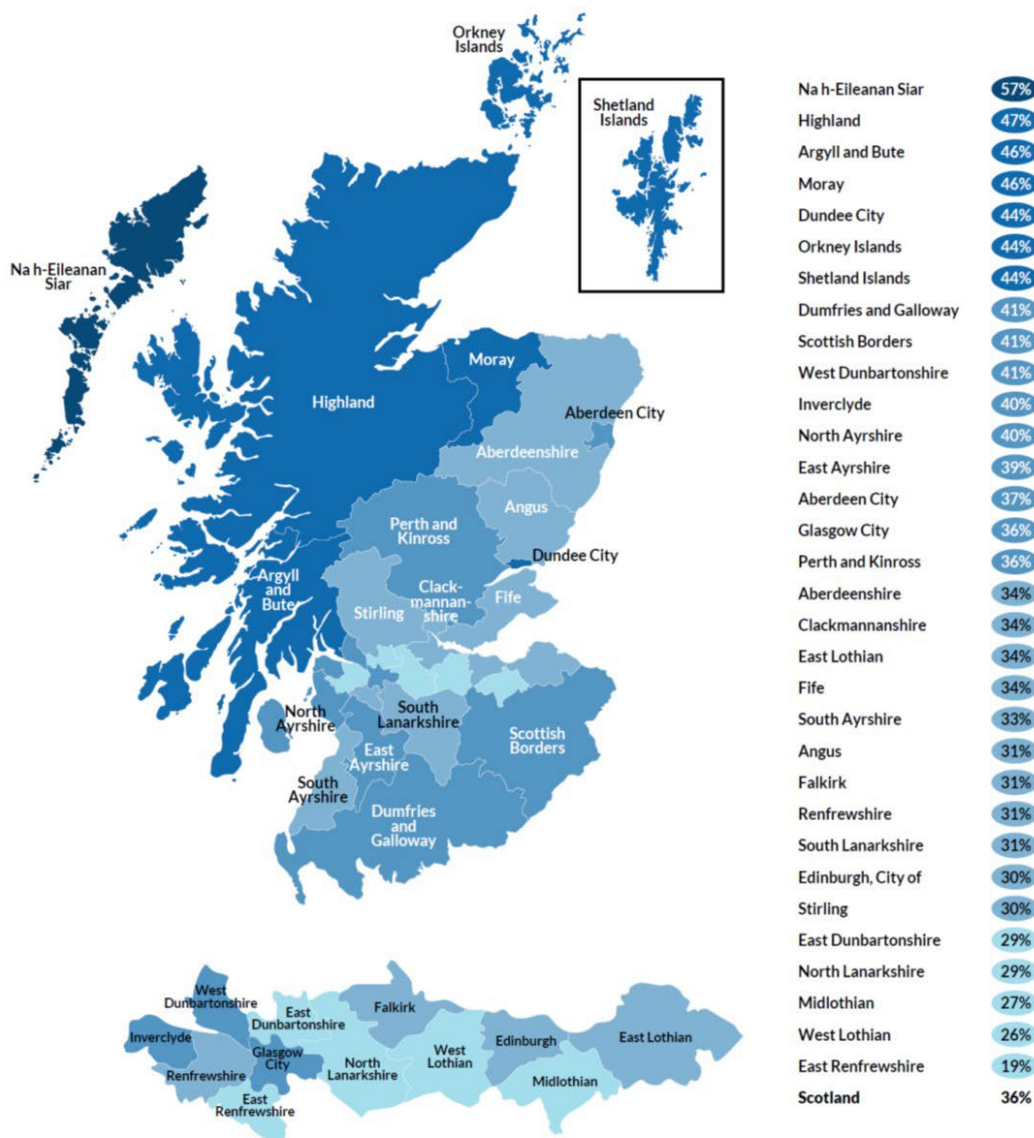 Orkney
Islands
Shetland
Islands
Na h-Eileanan
Siar
Moray
Highland
Aberdeen City
Aberdeenshire
Angus
Perth and
Kinross
Dundee City
Argyll
and
Bute
Clack-
mannan-
shire
Stirling
Fife
North
Ayrshire
South
Lanarkshire
Scottish
Borders
East
Ayrshire
South
Ayrshire
Dumfries
and
Galloway
West
Dunbartonshire
East
Dunbartonshire
Falkirk
Inverclyde
Glasgow
City
Renfrewshire
North
Lanarkshire
West
Lothian
Edinburgh
East Lothian
Midlothian
East
Renfrewshire
Na h-Eileanan Siar 57%
Highland 47%
Argyll and Bute 46%
Moray 46%
Dundee City 44%
Orkney Islands 44%
Shetland Islands 44%
Dumfries and Galloway 41%
Scottish Borders 41%
West Dunbartonshire 41%
Inverclyde 40%
North Ayrshire 40%
East Ayrshire 39%
Aberdeen City 37%
Glasgow City 36%
Perth and Kinross 36%
Aberdeenshire 34%
Clackmannanshire 34%
East Lothian 34%
Fife 34%
South Ayrshire 33%
Angus 31%
Falkirk 31%
Renfrewshire 31%
South Lanarkshire 31%
Edinburgh, City of 30%
Stirling 30%
East Dunbartonshire 29%
North Lanarkshire 29%
Midlothian 27%
West Lothian 26%
East Renfrewshire 19%
Scotland 36%